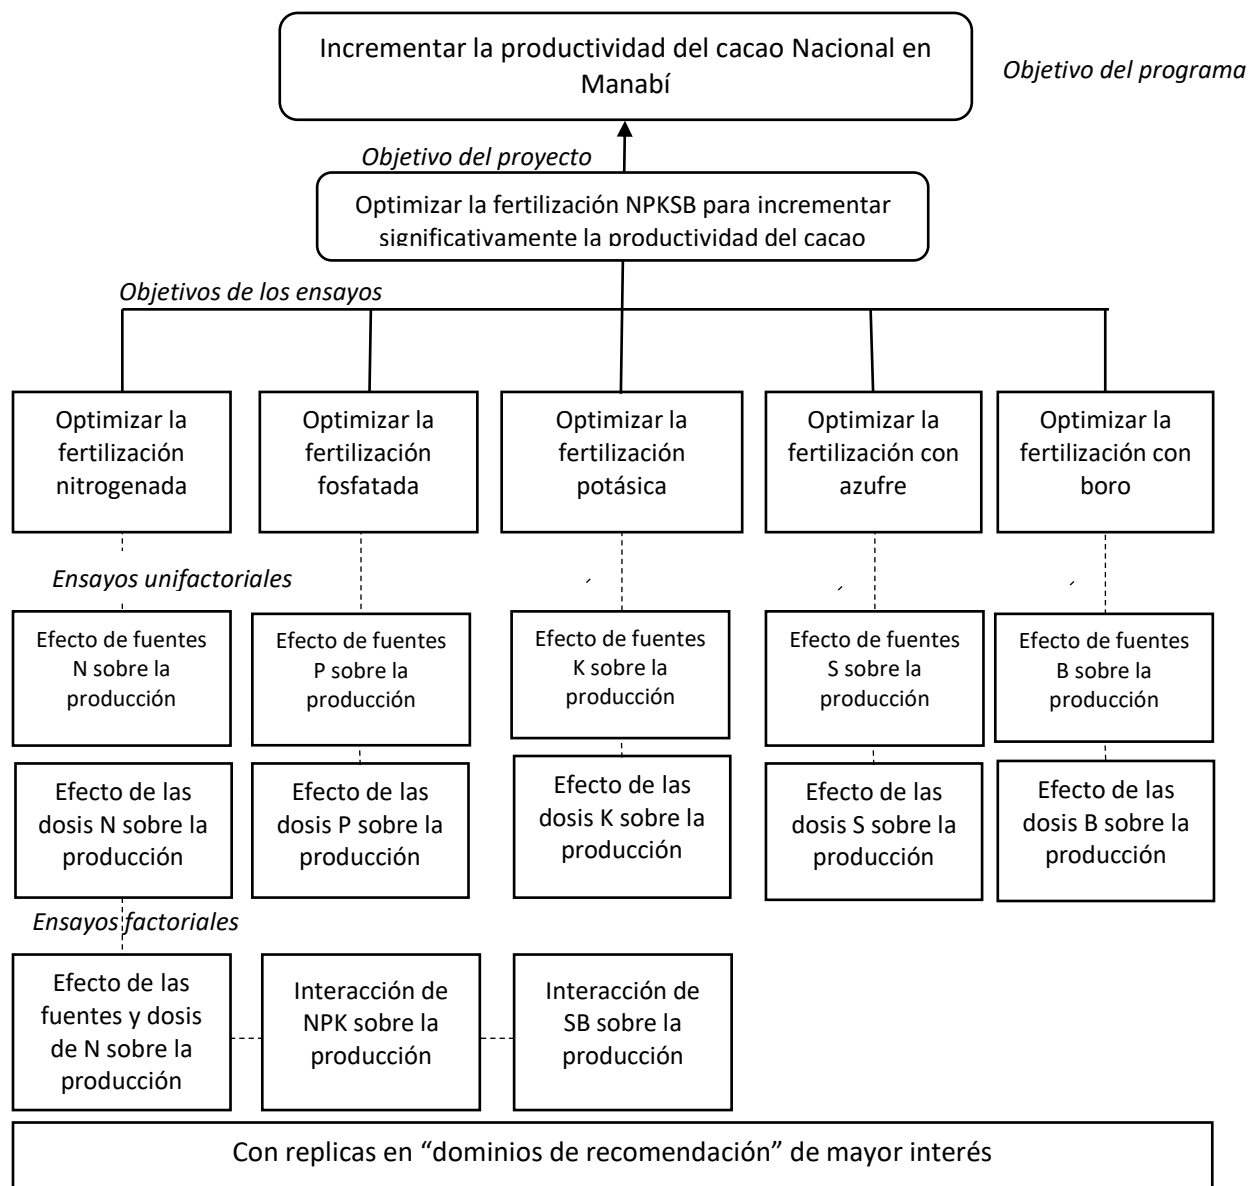 Incrementar la productividad del cacao Nacional en
Manabí
Objetivo del programa
Objetivo del proyecto
Optimizar la fertilización NPKSB para incrementar
significativamente la productividad del cacao
Objetivos de los ensayos
Optimizar la
fertilización
nitrogenada
Optimizar la
fertilización
fosfatada
Optimizar la
fertilización
potásica
Optimizar la
fertilización con
azufre
Optimizar la
fertilización con
boro
Ensayos unifactoriales
Efecto de fuentes
N sobre la
producción
Efecto de fuentes
P sobre la
producción
Efecto de fuentes
K sobre la
producción
Efecto de fuentes
S sobre la
producción
Efecto de fuentes
B sobre la
producción
Efecto de las
dosis N sobre la
producción
Efecto de las
dosis P sobre la
producción
Efecto de las
dosis K sobre la
producción
Efecto de las
dosis S sobre la
producción
Efecto de las
dosis B sobre la
producción
Ensayos factoriales
Efecto de las
fuentes y dosis
de N sobre la
producción
Interacción de
NPK sobre la
producción
Interacción de
SB sobre la
producción
Con replicas en “dominios de recomendación” de mayor interés